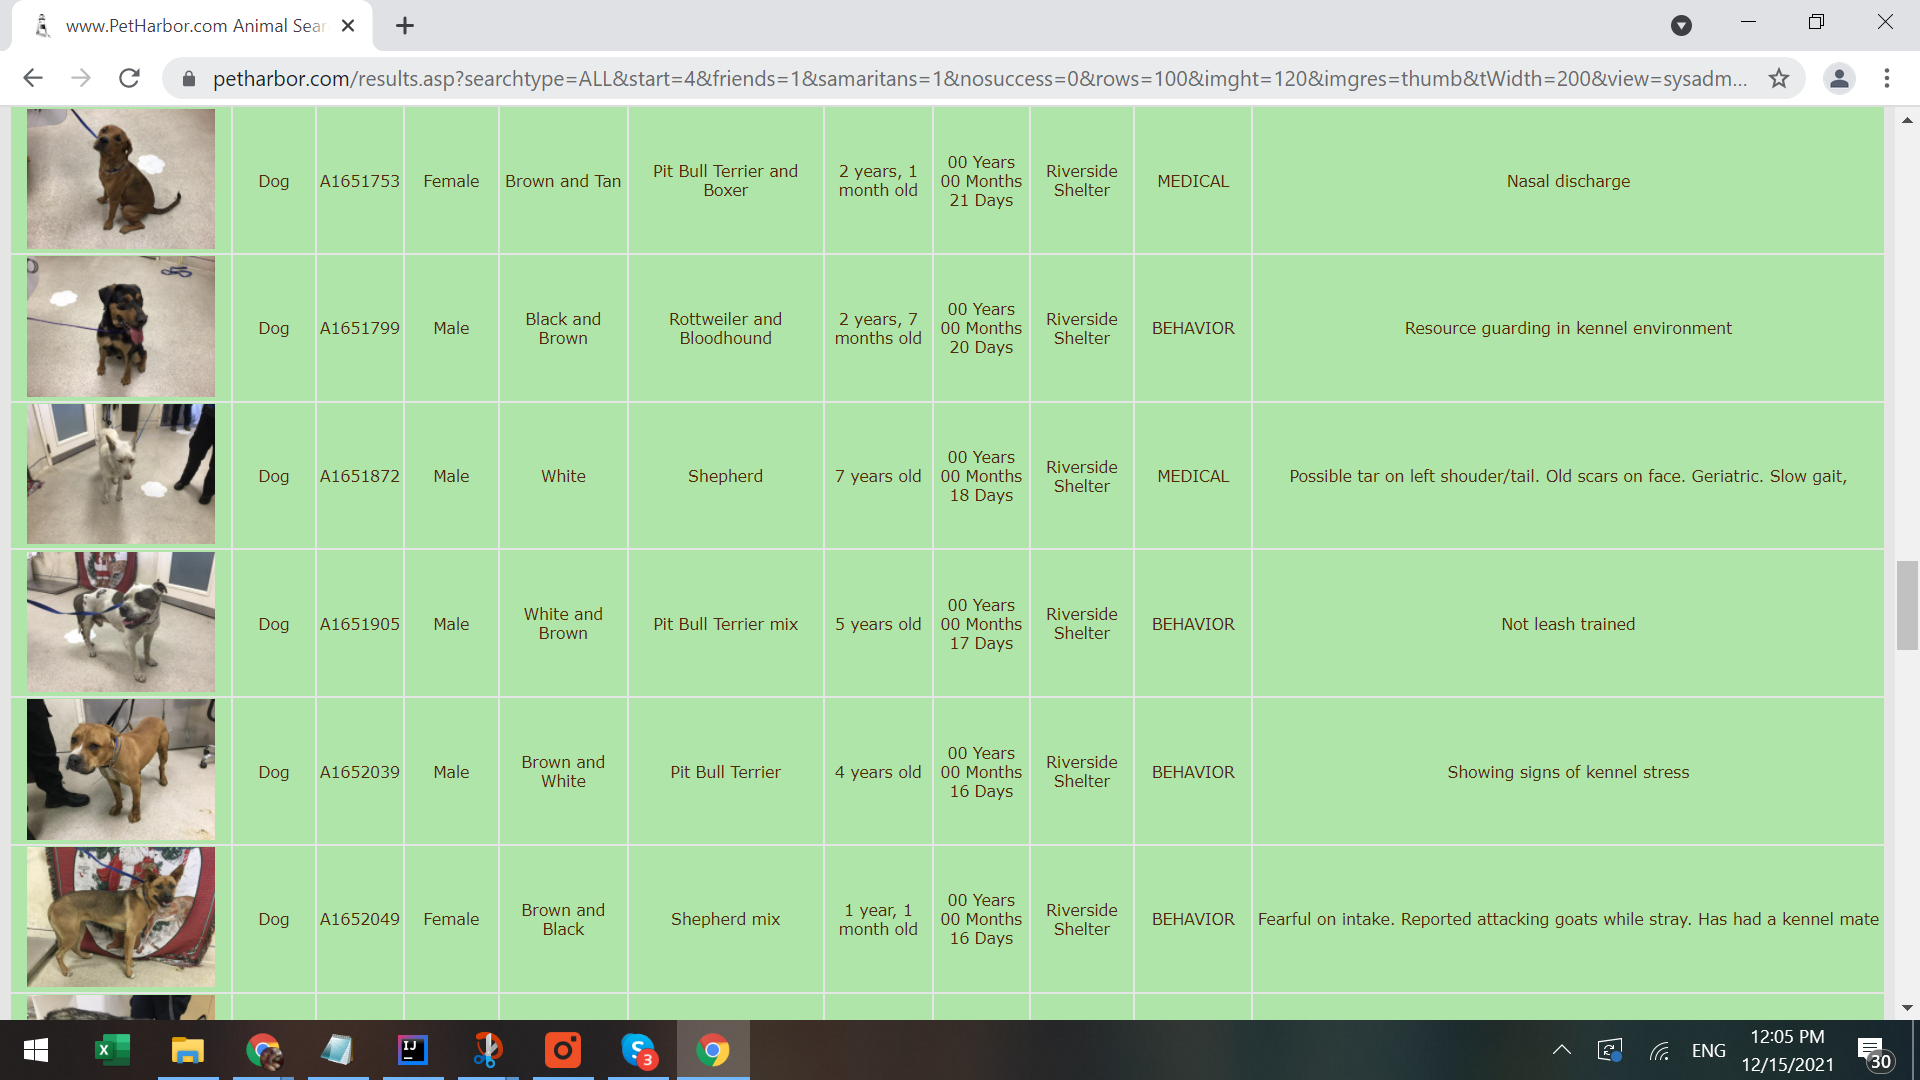 www.PetHarbor.com Animal Sear
petharbor.com/results.asp?searchtype=ALL&start=4&friends=1&samaritans=1&nosuccess=0&rows=100&imght=120&imgres=thumb&tWidth=200&view=sysadm...
Dog A1651753 Female Brown and Tan Pit Bull Terrier and Boxer 2 years, 1 month old 00 Years 00 Months 21 Days Riverside Shelter MEDICAL Nasal discharge
Dog A1651799 Male Black and Brown Rottweiler and Bloodhound 2 years, 7 months old 00 Years 00 Months 20 Days Riverside Shelter BEHAVIOR Resource guarding in kennel environment
Dog A1651872 Male White Shepherd 7 years old 00 Years 00 Months 18 Days Riverside Shelter MEDICAL Possible tar on left shouder/tail. Old scars on face. Geriatric. Slow gait,
Dog A1651905 Male White and Brown Pit Bull Terrier mix 5 years old 00 Years 00 Months 17 Days Riverside Shelter BEHAVIOR Not leash trained
Dog A1652039 Male Brown and White Pit Bull Terrier 4 years old 00 Years 00 Months 16 Days Riverside Shelter BEHAVIOR Showing signs of kennel stress
Dog A1652049 Female Brown and Black Shepherd mix 1 year, 1 month old 00 Years 00 Months 16 Days Riverside Shelter BEHAVIOR Fearful on intake. Reported attacking goats while stray. Has had a kennel mate
IJ
3
ENG
12:05 PM
12/15/2021
30